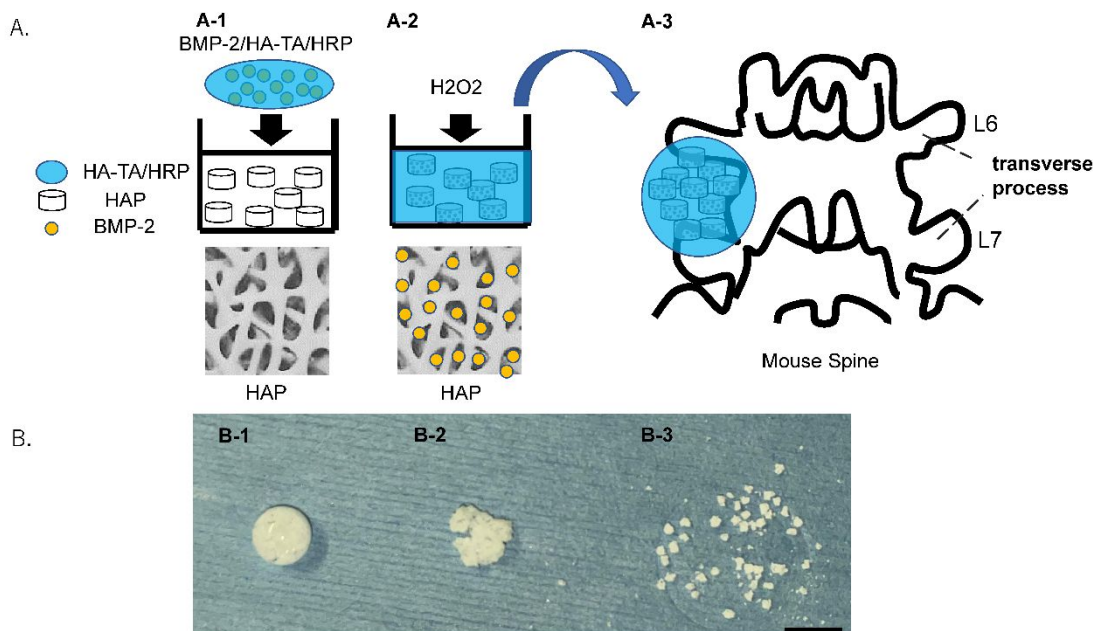 A.
A-1
BMP-2/HA-TA/HRP
A-2
H2O2
A-3
HA-TA/HRP
HAP
BMP-2
L6
transverse
process
L7
HAP
HAP
Mouse Spine
B.
B-1
B-2
B-3